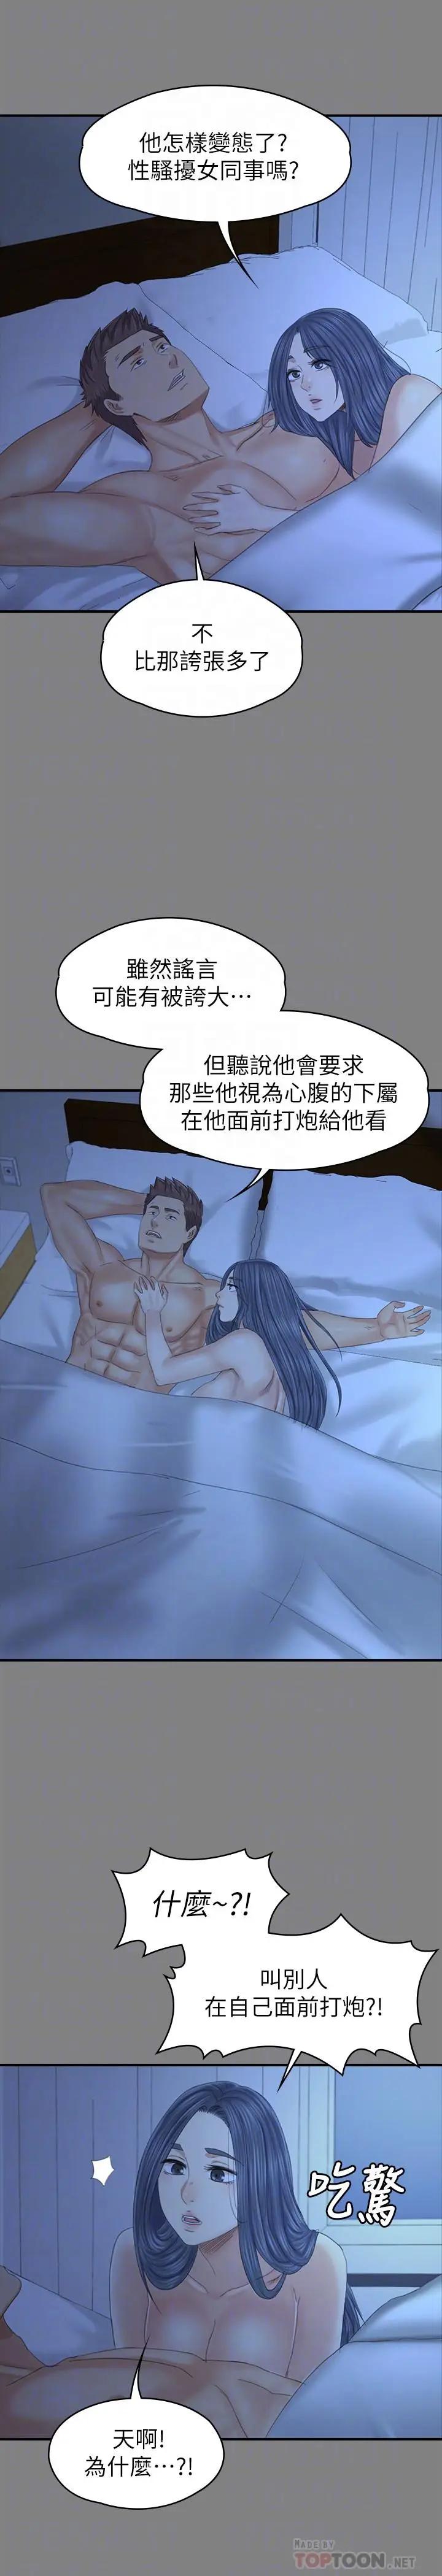 他怎樣變態了?
性騷擾女同事嗎?
不
比那誇張多了
雖然謠言
可能有被誇大…
但聽說他會要求
那些他視為心腹的下屬
在他面前打炮給他看
什麼~?!
叫別人
在自己面前打炮?!
吃驚
天啊!
為什麼…?!
MADE BY
TOPTOON.NET